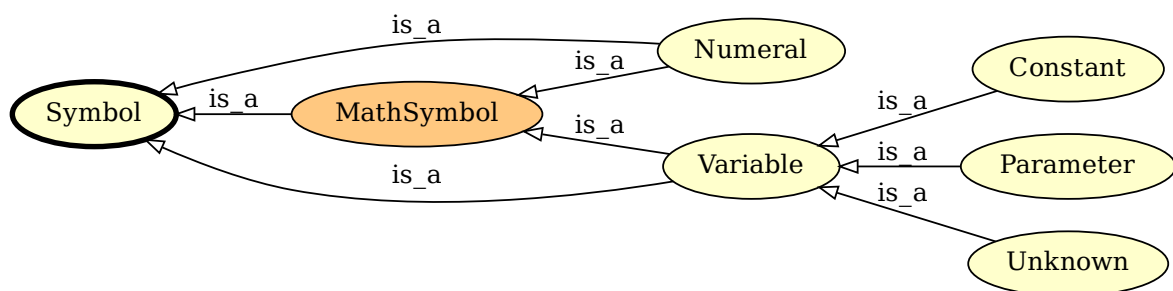 is_a
Numeral
is_a
Constant
Symbol
is_a
MathSymbol
is_a
is_a
Variable
is_a
Parameter
is_a
is_a
Unknown